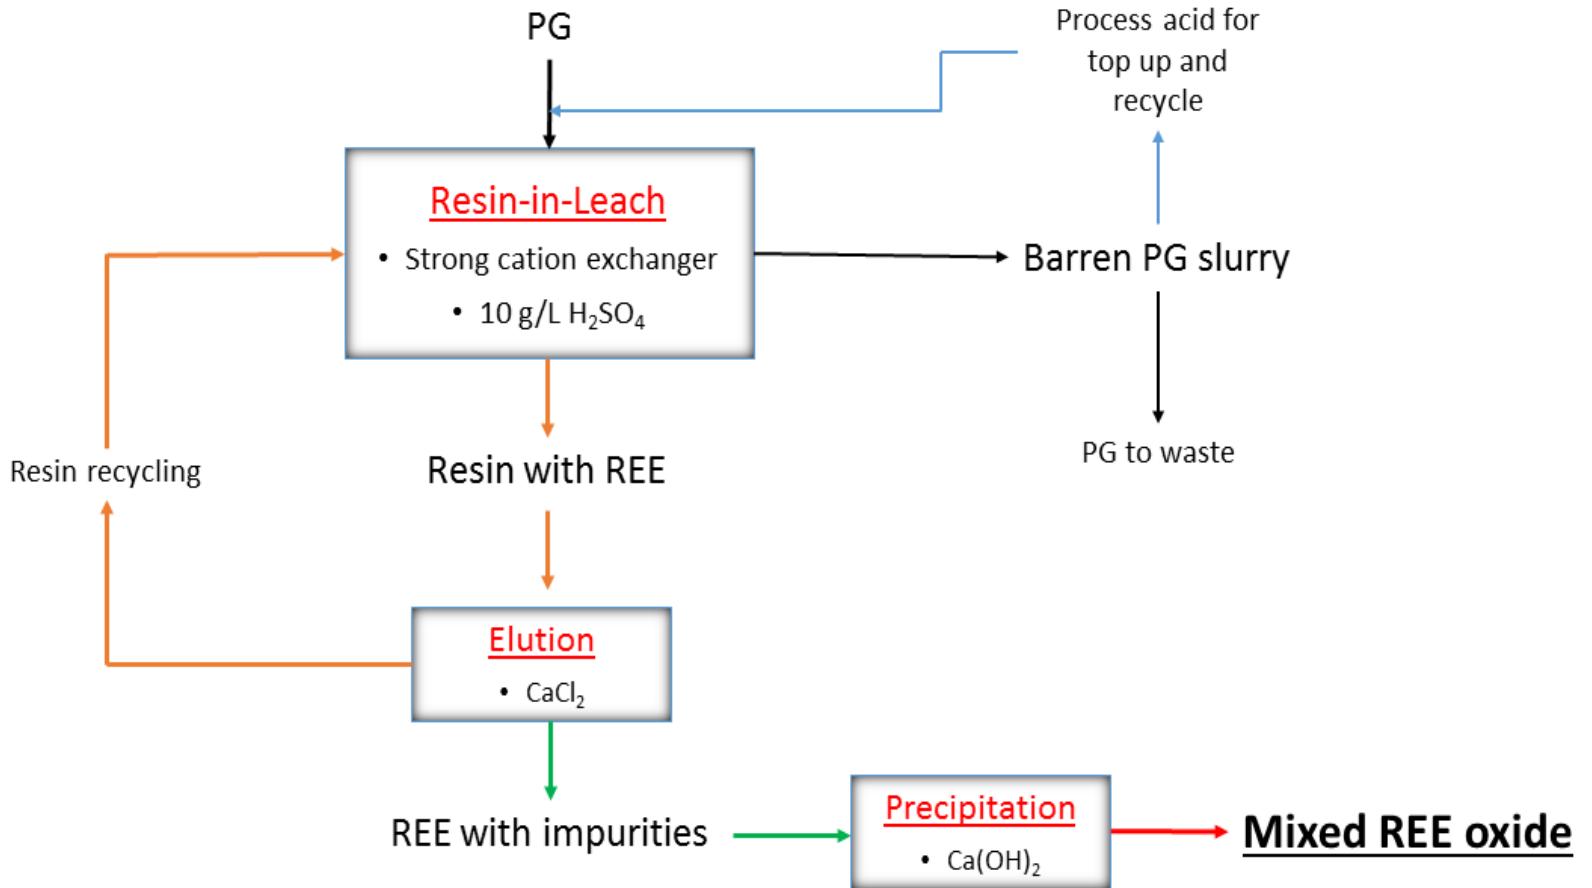 PG
Process acid for
top up and
recycle
Resin-in-Leach
• Strong cation exchanger
• 10 g/L H₂SO₄
Barren PG slurry
Resin recycling
Resin with REE
PG to waste
Elution
• CaCl₂
REE with impurities
Precipitation
• Ca(OH)₂
Mixed REE oxide